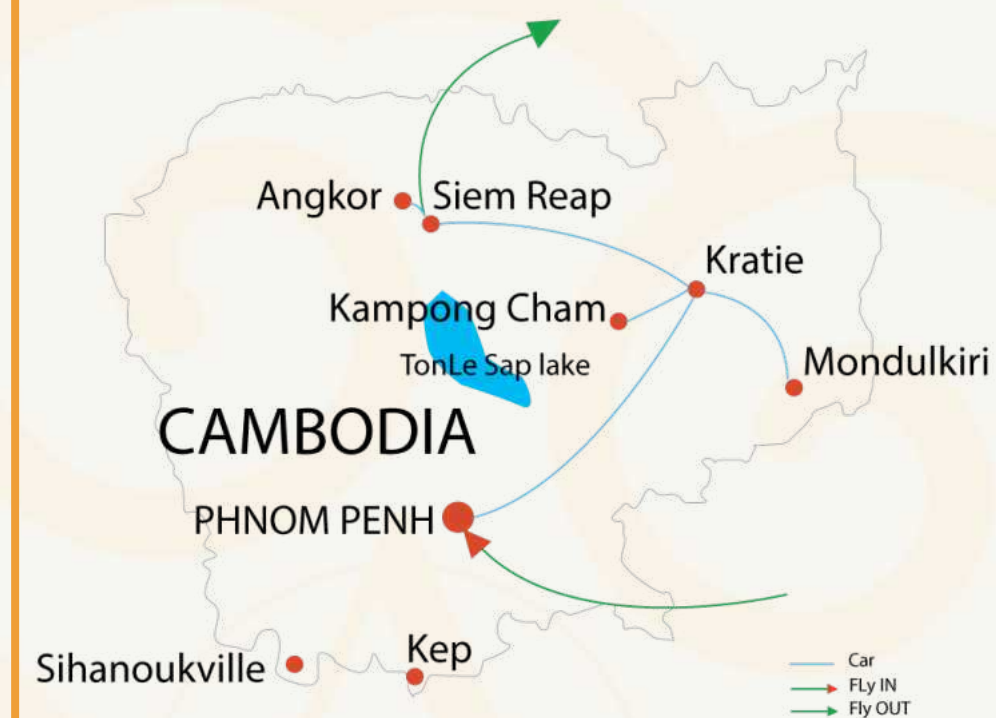 Angkor
Siem Reap
Kratie
Kampong Cham
TonLe Sap lake
Mondulkiri
CAMBODIA
PHNOM PENH
Sihanoukville
Kep
Car
FLy IN
Fly OUT